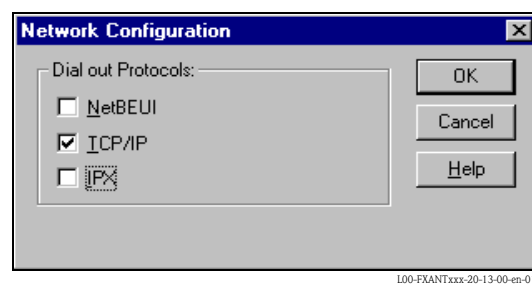 Network Configuration
Dial out Protocols:
NetBEUI
TCP/IP
IPX
OK
Cancel
Help
L00-FXANTxxx-20-13-00-en-0